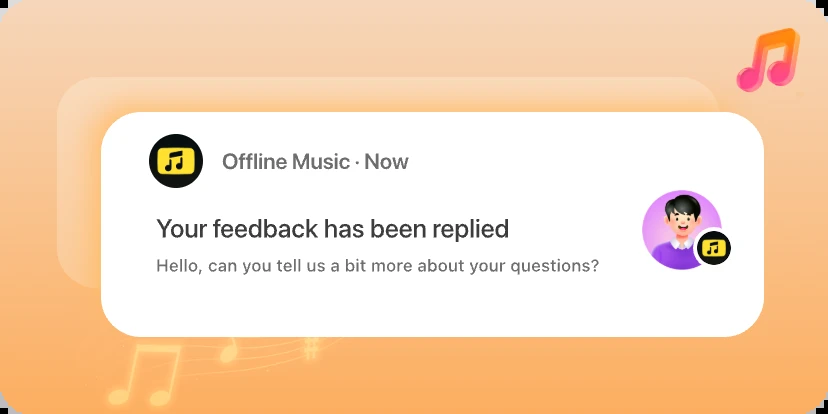 Offline Music · Now
Your feedback has been replied
Hello, can you tell us a bit more about your questions?